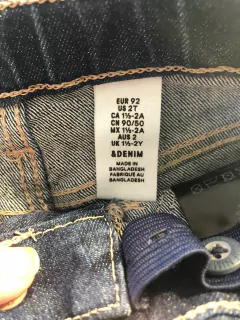 EUR 92
US 2T
CA 1½-2A
CN 90/50
MX 1½-2A
AUS 2
UK 1½-2Y
&DENIM
MADE IN
BANGLADESH
FABRIQUE AU
BANGLADESH